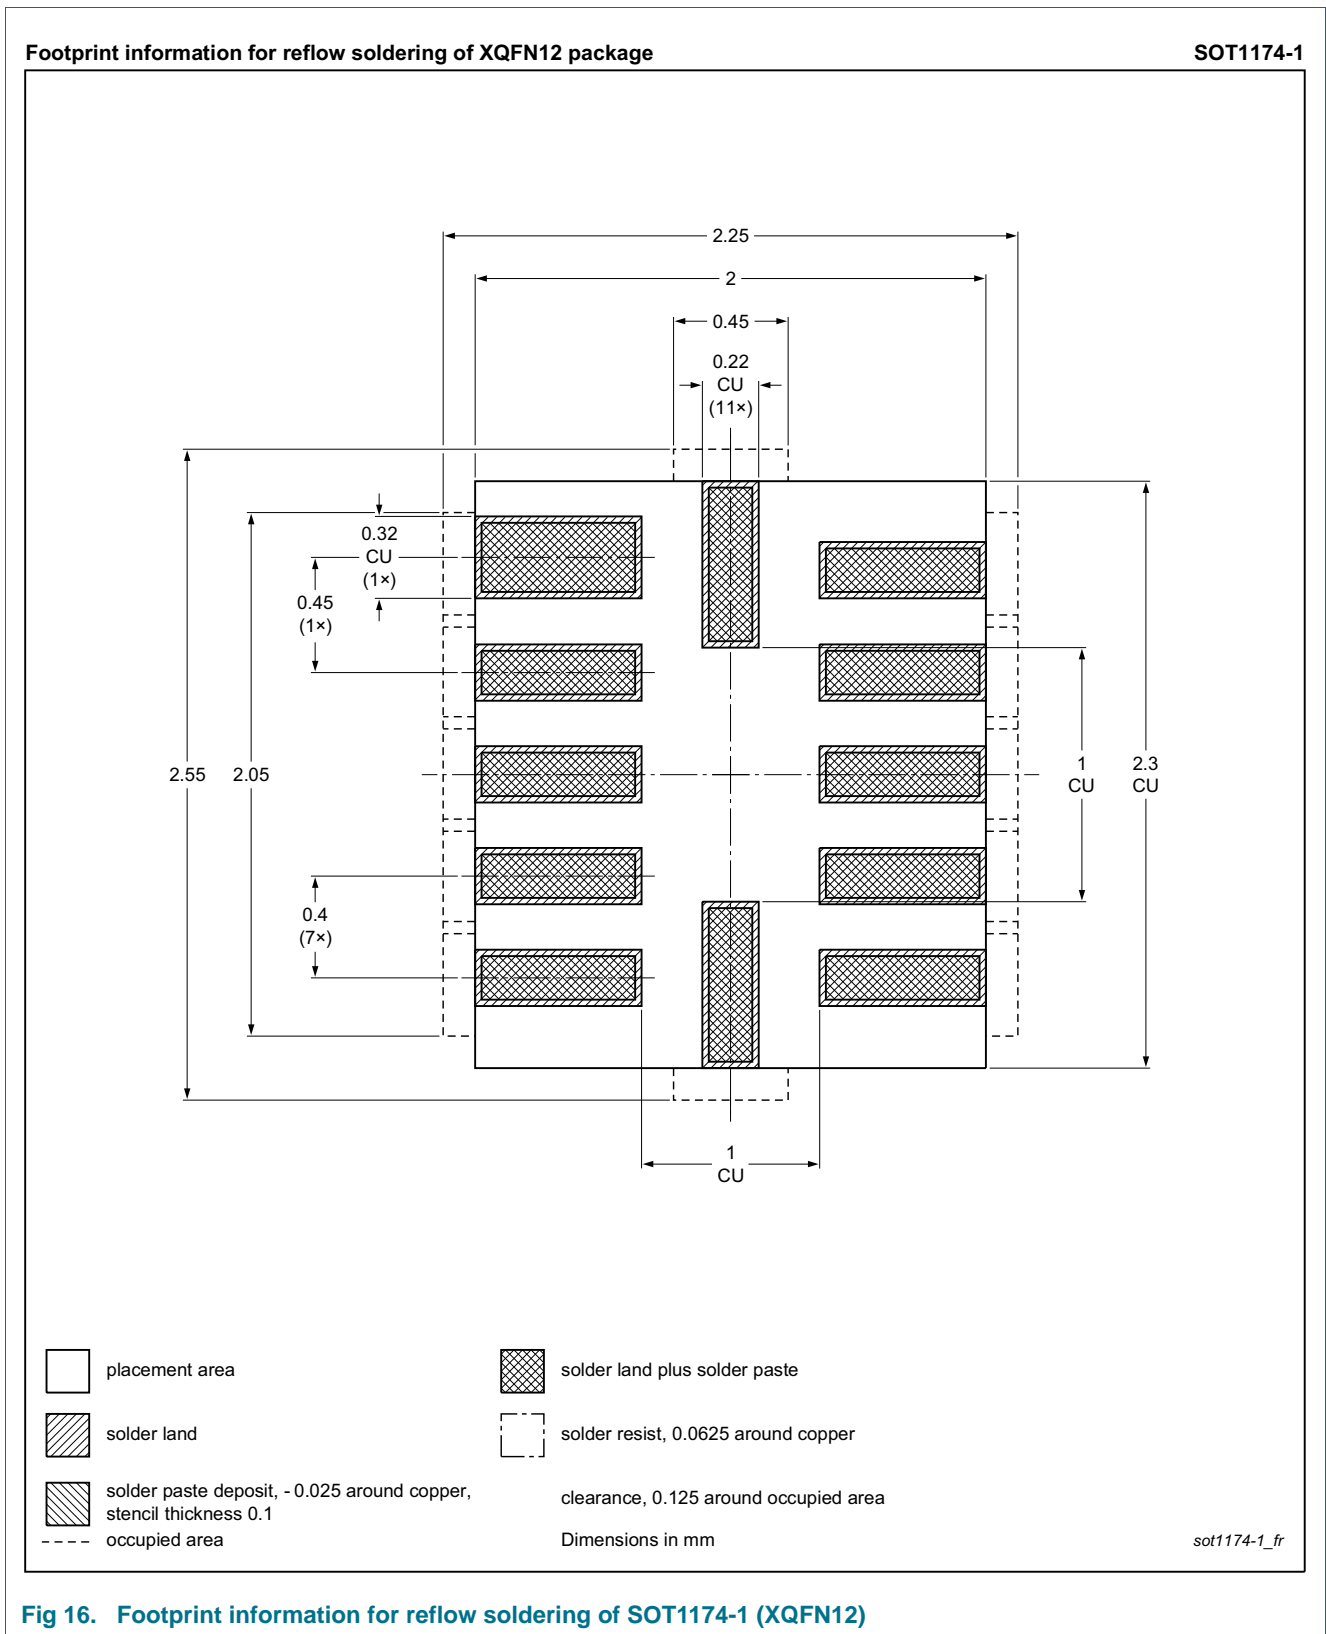 Footprint information for reflow soldering of XQFN12 package SOT1174-1
2.25
2
0.45
0.22
CU
(11×)
0.32
CU
(1×)
0.45
(1×)
2.55 2.05
1
CU
2.3
CU
0.4
(7×)
1
CU
placement area
solder land plus solder paste
solder land
solder resist, 0.0625 around copper
solder paste deposit, - 0.025 around copper,
stencil thickness 0.1
clearance, 0.125 around occupied area
occupied area
Dimensions in mm
sot1174-1_fr
Fig 16. Footprint information for reflow soldering of SOT1174-1 (XQFN12)